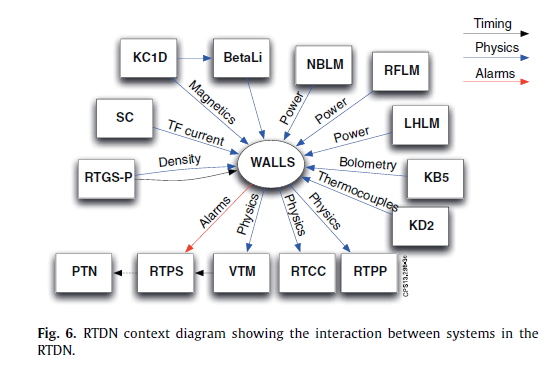 Timing
Physics
Alarms
KC1D
BetaLi
NBLM
RFLM
Magnetics
Power
Power
SC
TF current
Power
LHLM
RTGS-P
Density
WALLS
Bolometry
KB5
Thermocouples
KD2
Alarms
Physics
Physics
Physics
PTN
RTPS
VTM
RTCC
RTPP
Fig. 6. RTDN context diagram showing the interaction between systems in the
RTDN.